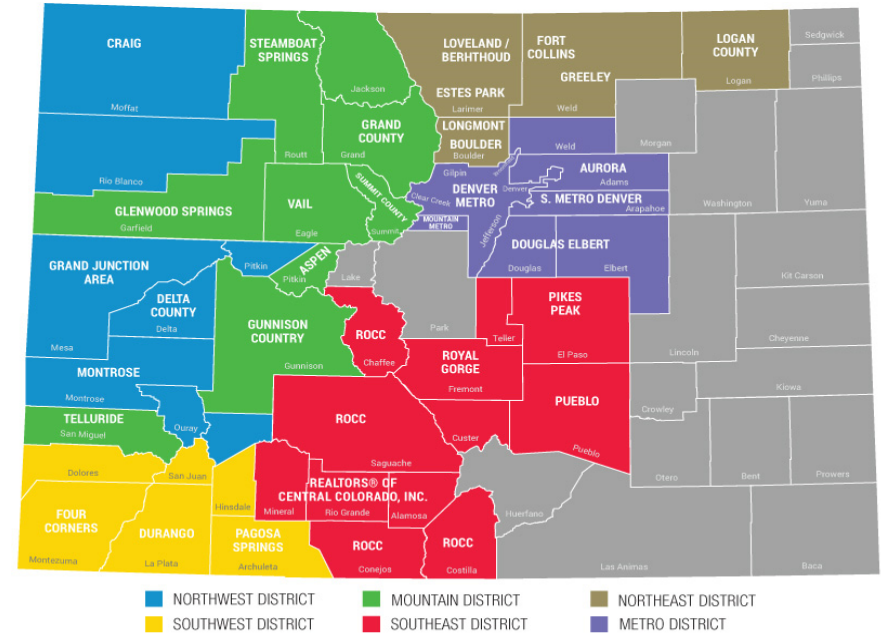 CRAIG
Moffat
STEAMBOAT
SPRINGS
Routt
Jackson
LOVELAND /
BERHTHOUD
ESTES PARK
Larimer
FORT
COLLINS
GREELEY
Weld
LOGAN
COUNTY
Logan
Sedgwick
Phillips
Rio Blanco
GRAND
COUNTY
Grand
LONGMONT
BOULDER
Boulder
Weld
Morgan
Washington
Yuma
GLENWOOD SPRINGS
Garfield
VAIL
Eagle
SUMMIT COUNTY
Summit
Gilpin
Clear Creek
DENVER
METRO
MOUNTAIN
METRO
Jefferson
Denver
AURORA
Adams
S. METRO DENVER
Arapahoe
DOUGLAS ELBERT
Douglas
Elbert
GRAND JUNCTION
AREA
Mesa
Pitkin
ASPEN
Pitkin
Lake
Park
Kit Carson
DELTA
COUNTY
Delta
GUNNISON
COUNTRY
Gunnison
ROCC
Chaffee
Teller
PIKES
PEAK
El Paso
Lincoln
Cheyenne
MONTROSE
Montrose
Ouray
ROYAL
GORGE
Fremont
Kiowa
TELLURIDE
San Miguel
ROCC
Saguache
Custer
PUEBLO
Pueblo
Crowley
Otero
Bent
Prowers
Dolores
San Juan
Hinsdale
REALTORS® OF
CENTRAL COLORADO, INC.
Mineral
Rio Grande
Alamosa
Huerfano
FOUR
CORNERS
Montezuma
DURANGO
La Plata
PAGOSA
SPRINGS
Archuleta
ROCC
Conejos
ROCC
Costilla
Las Animas
Baca
NORTHWEST DISTRICT
MOUNTAIN DISTRICT
NORTHEAST DISTRICT
SOUTHWEST DISTRICT
SOUTHEAST DISTRICT
METRO DISTRICT